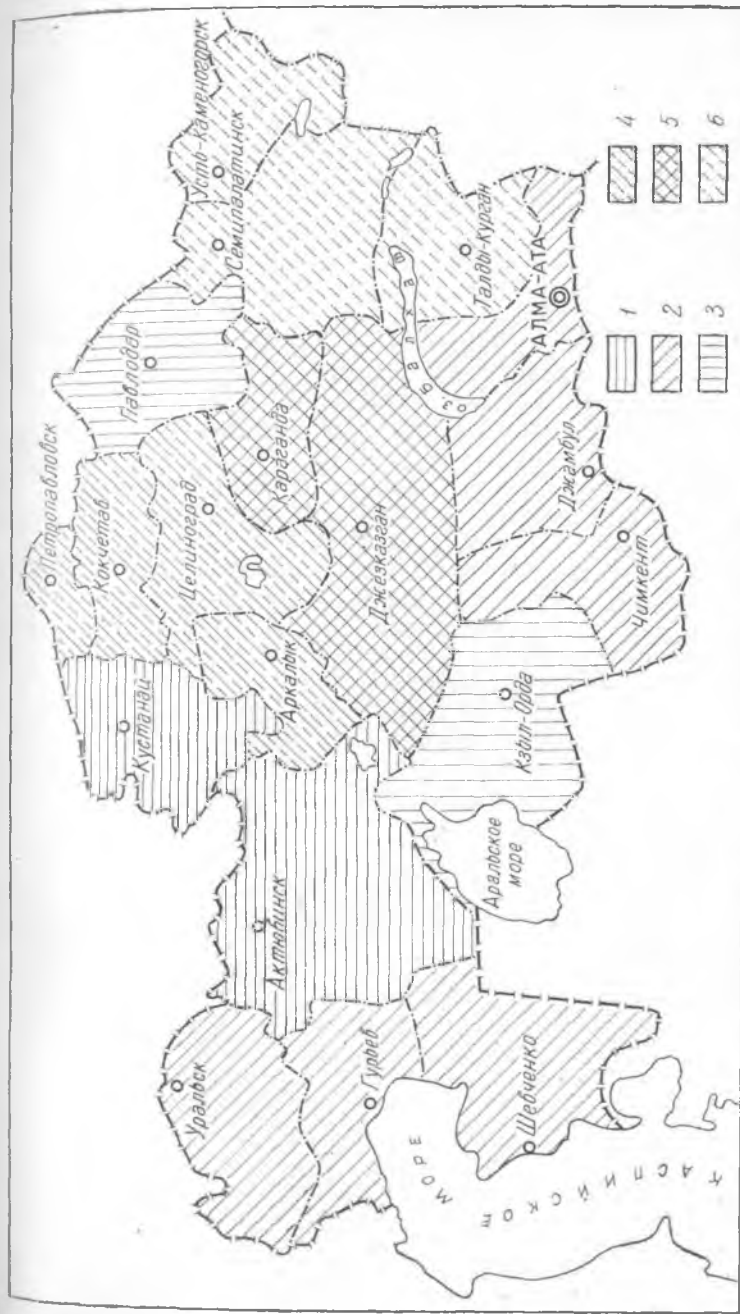 Петропавловск
Кокчетав
Кустанай
Целиноград
Павлодар
Семипалатинск
Усть-Каменогорск
Аркалык
Караганда
Уральск
Актюбинск
Джезказган
Гурьев
оз. Балхаш
Талды-Курган
Аральское
море
Кзыл-Орда
АЛМА-АТА
Джамбул
Чимкент
Шевченко
КАСПИЙСКОЕ МОРЕ
1
2
3
4
5
6